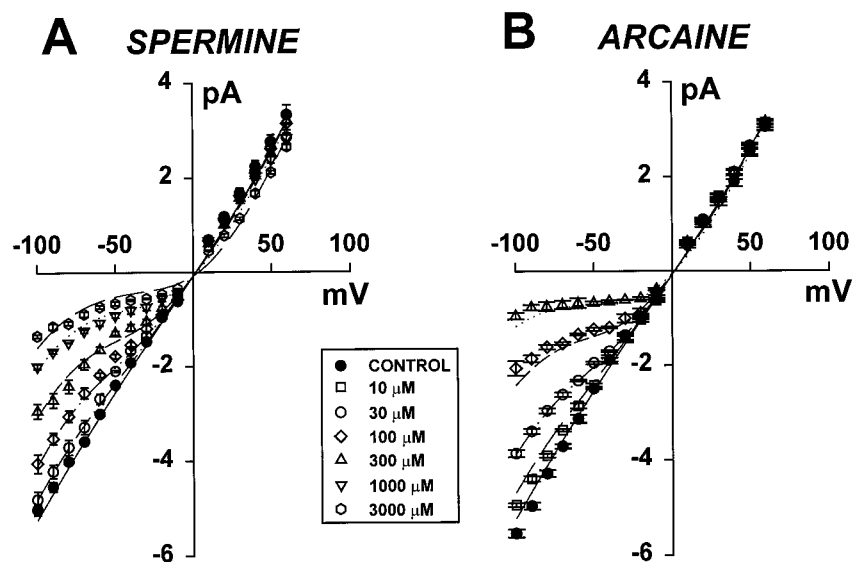 A SPERMINE
4
pA
2
-100 -50 50 100
mV
-2
-4
-6
B ARCAINE
4
pA
2
-100 -50 50 100
mV
-2
-4
-6
CONTROL
10 μM
30 μM
100 μM
300 μM
1000 μM
3000 μM